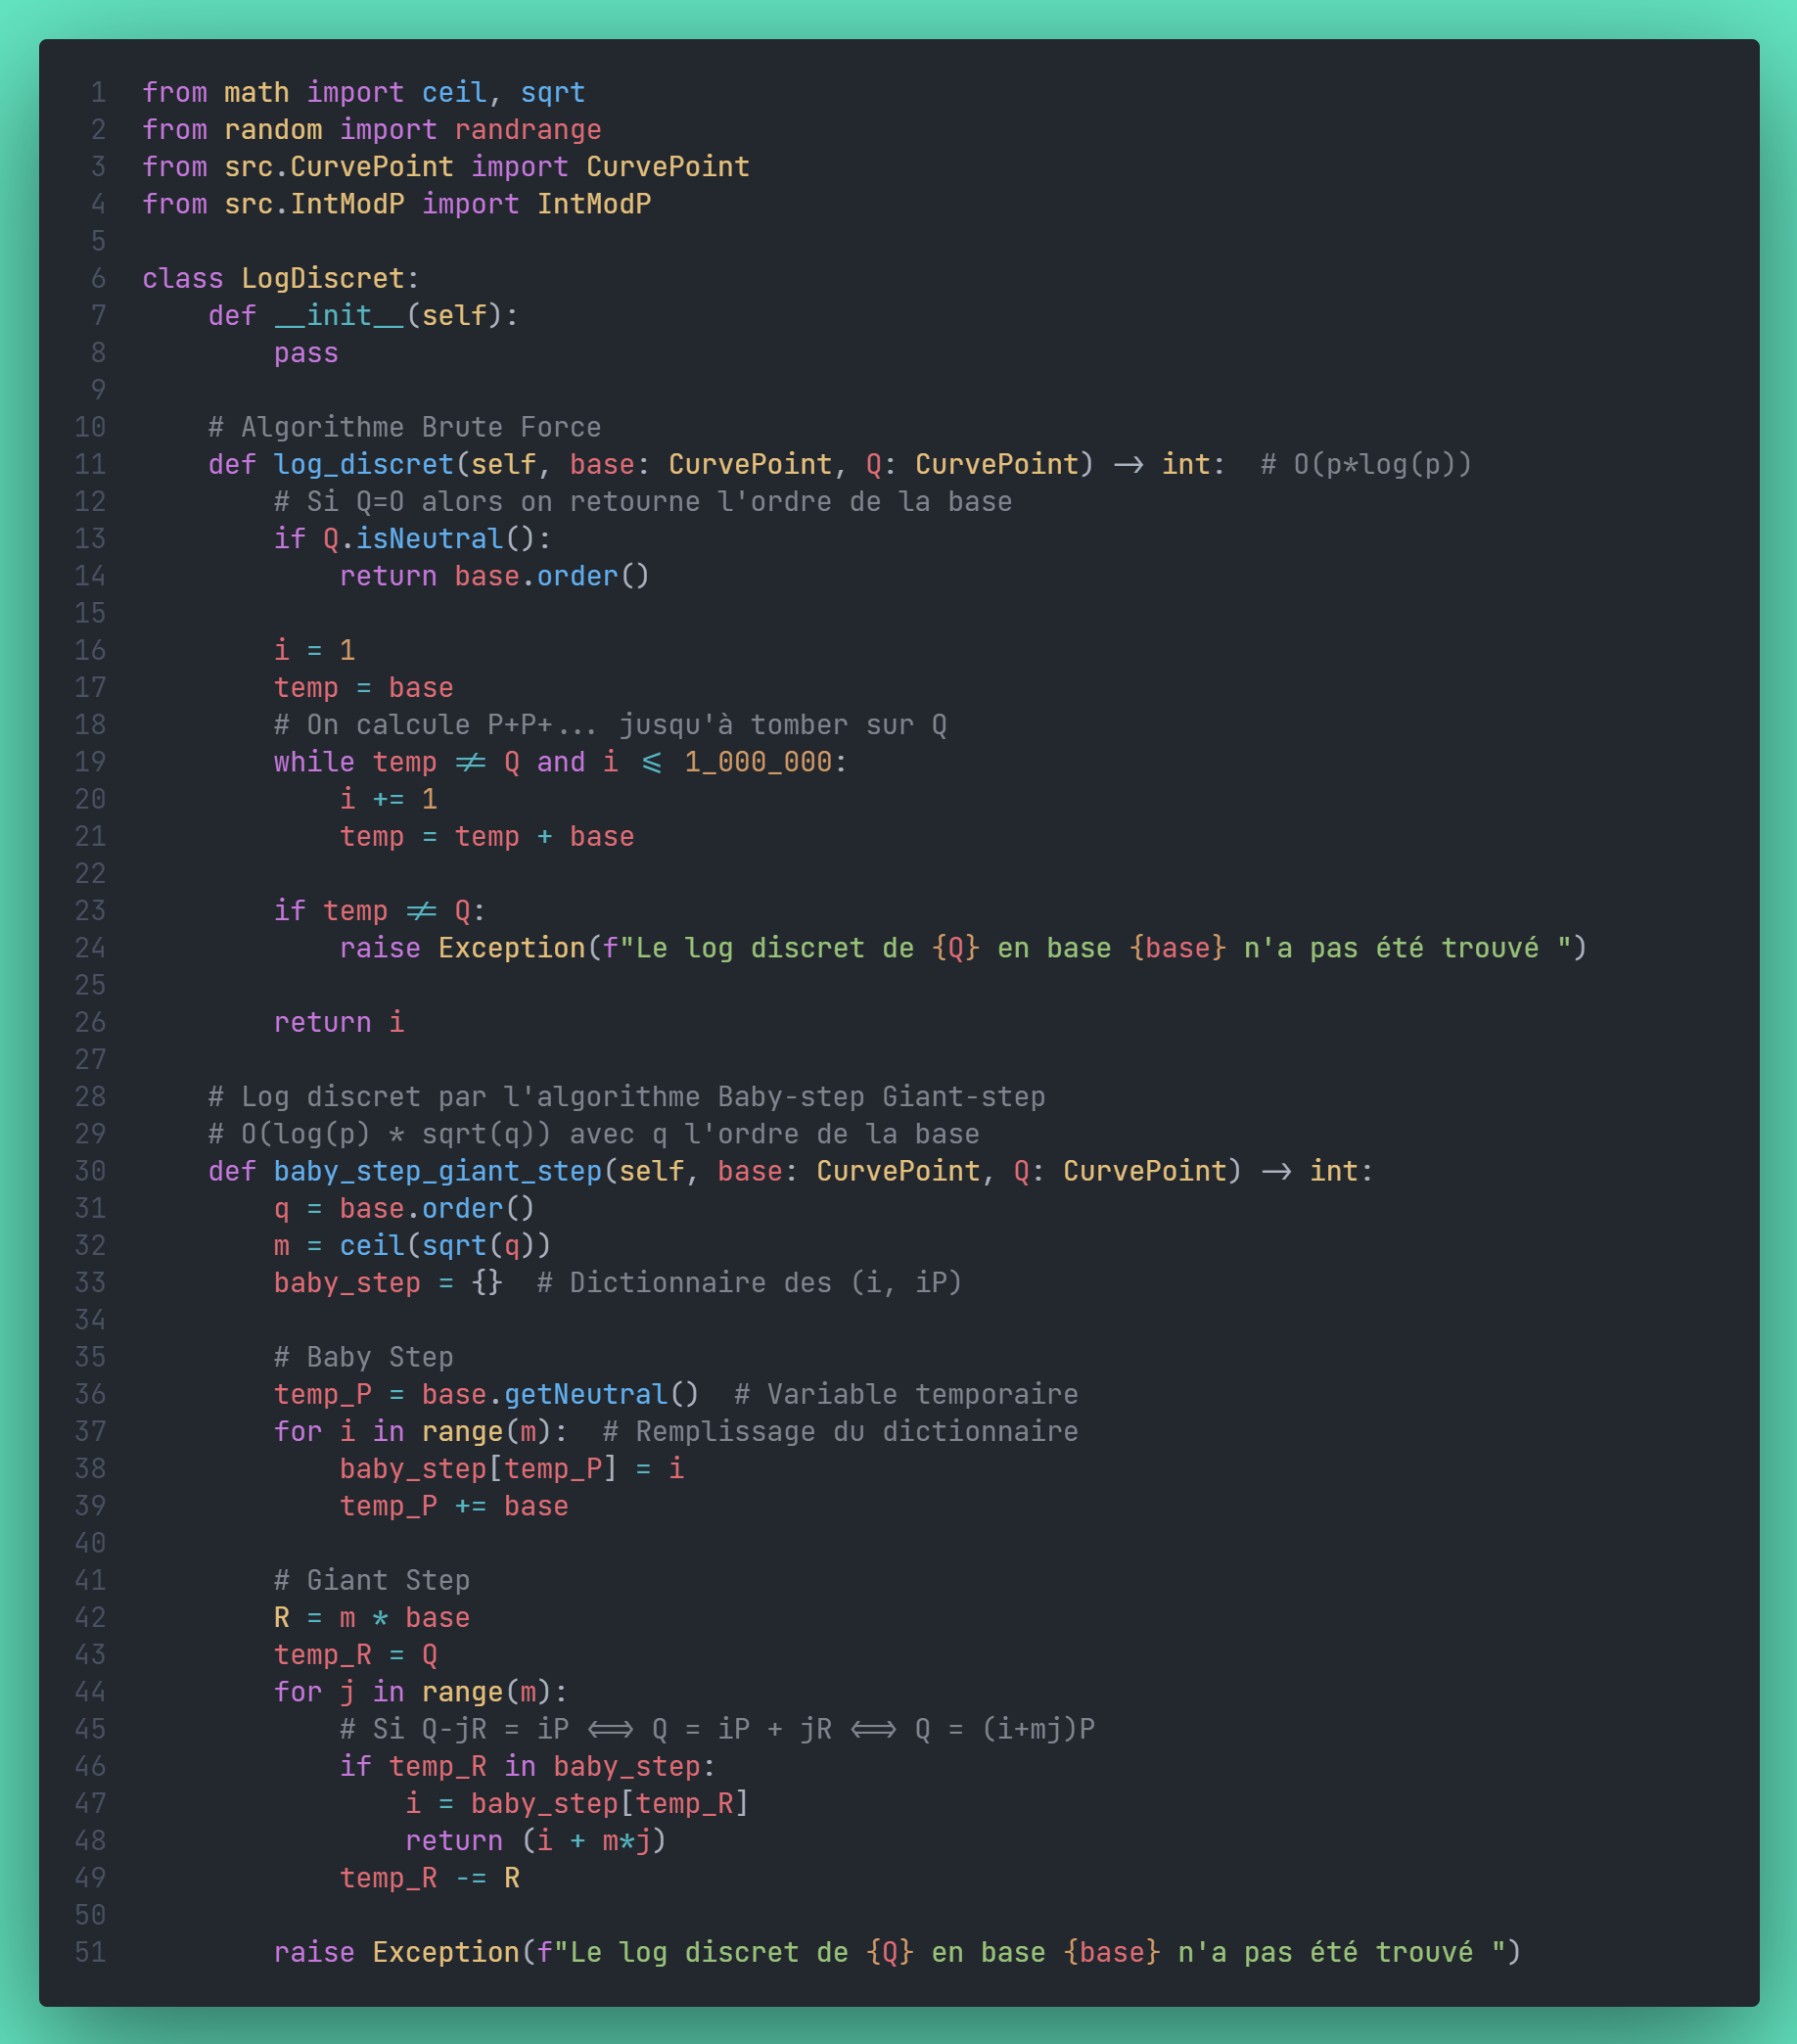 1 from math import ceil, sqrt
2 from random import randrange
3 from src.CurvePoint import CurvePoint
4 from src.IntModP import IntModP
5
6 class LogDiscret:
7     def __init__(self):
8         pass
9
10     # Algorithme Brute Force
11     def log_discret(self, base: CurvePoint, Q: CurvePoint) -> int:  # O(p*log(p))
12         # Si Q=O alors on retourne l'ordre de la base
13         if Q.isNeutral():
14             return base.order()
15
16         i = 1
17         temp = base
18         # On calcule P+P+... jusqu'à tomber sur Q
19         while temp != Q and i <= 1_000_000:
20             i += 1
21             temp = temp + base
22
23         if temp != Q:
24             raise Exception(f"Le log discret de {Q} en base {base} n'a pas été trouvé ")
25
26         return i
27
28     # Log discret par l'algorithme Baby-step Giant-step
29     # O(log(p) * sqrt(q)) avec q l'ordre de la base
30     def baby_step_giant_step(self, base: CurvePoint, Q: CurvePoint) -> int:
31         q = base.order()
32         m = ceil(sqrt(q))
33         baby_step = {}  # Dictionnaire des (i, iP)
34
35         # Baby Step
36         temp_P = base.getNeutral()  # Variable temporaire
37         for i in range(m):  # Remplissage du dictionnaire
38             baby_step[temp_P] = i
39             temp_P += base
40
41         # Giant Step
42         R = m * base
43         temp_R = Q
44         for j in range(m):
45             # Si Q-jR = iP <=> Q = iP + jR <=> Q = (i+mj)P
46             if temp_R in baby_step:
47                 i = baby_step[temp_R]
48                 return (i + m*j)
49             temp_R -= R
50
51         raise Exception(f"Le log discret de {Q} en base {base} n'a pas été trouvé ")